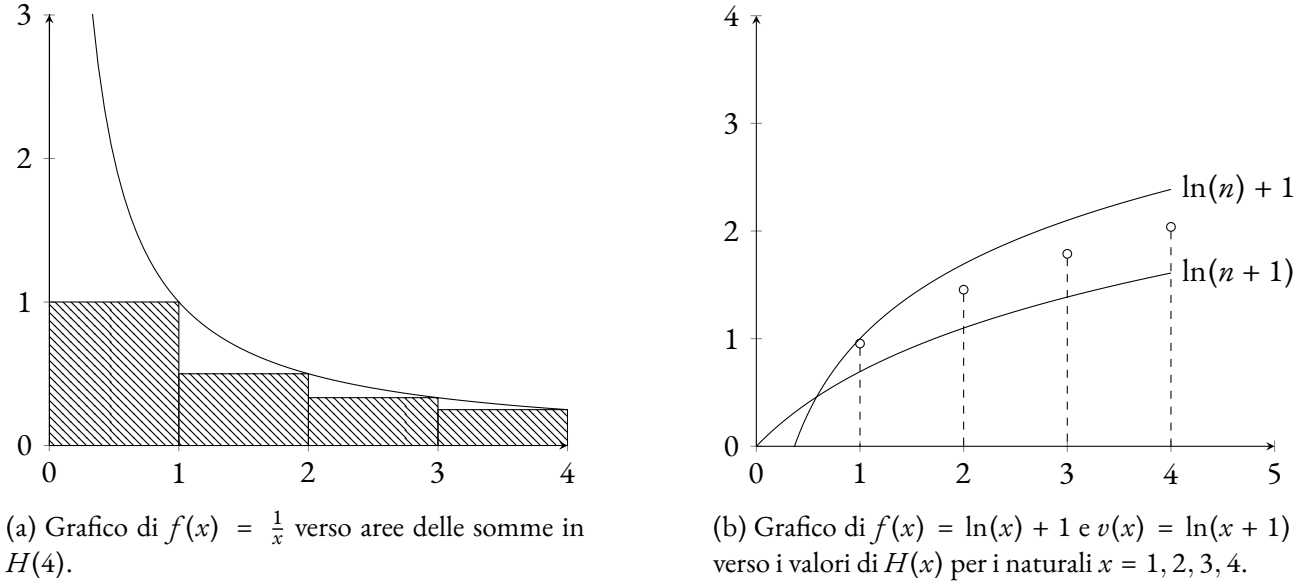 3
2
1
0
0 1 2 3 4
(a) Grafico di f(x) = 1/x verso aree delle somme in
H(4).
4
3
2
1
0
0 1 2 3 4 5
ln(n) + 1
ln(n + 1)
(b) Grafico di f(x) = ln(x) + 1 e v(x) = ln(x + 1)
verso i valori di H(x) per i naturali x = 1, 2, 3, 4.